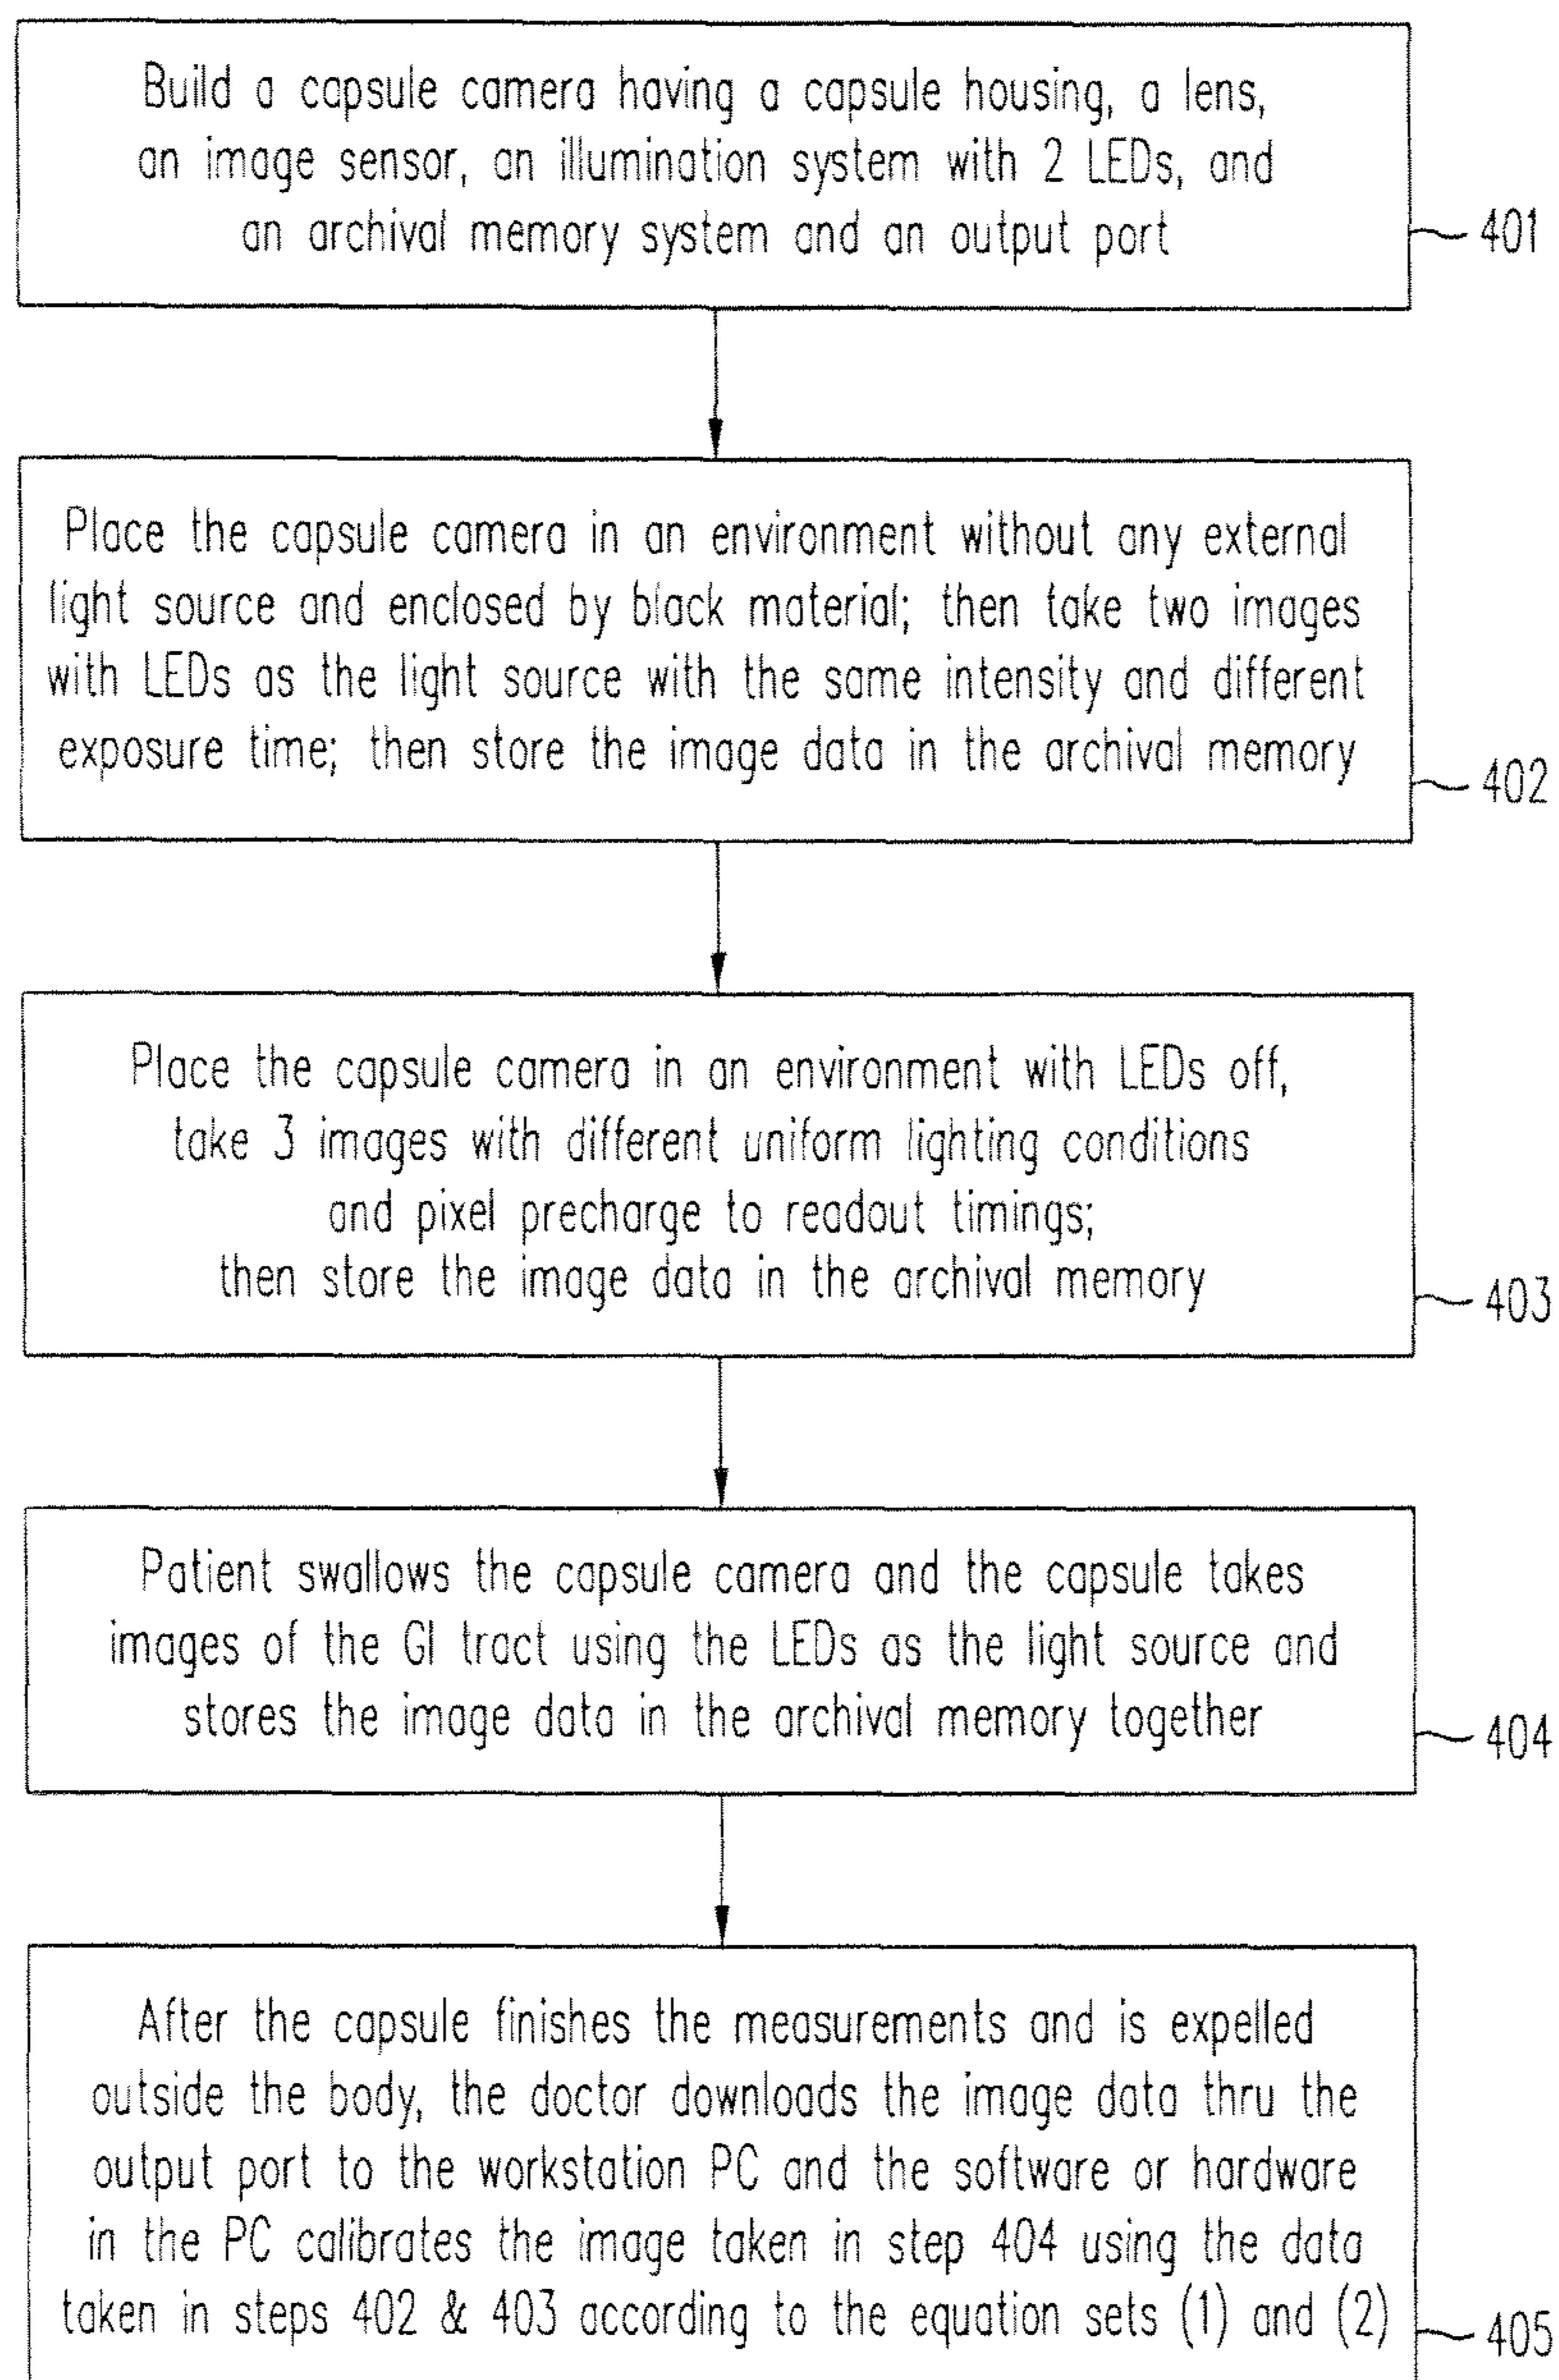 Build a capsule camera having a capsule housing, a lens,
an image sensor, an illumination system with 2 LEDs, and
an archival memory system and an output port
401
Place the capsule camera in an environment without any external
light source and enclosed by black material; then take two images
with LEDs as the light source with the same intensity and different
exposure time; then store the image data in the archival memory
402
Place the capsule camera in an environment with LEDs off,
take 3 images with different uniform lighting conditions
and pixel precharge to readout timings;
then store the image data in the archival memory
403
Patient swallows the capsule camera and the capsule takes
images of the GI tract using the LEDs as the light source and
stores the image data in the archival memory together
404
After the capsule finishes the measurements and is expelled
outside the body, the doctor downloads the image data thru the
output port to the workstation PC and the software or hardware
in the PC calibrates the image taken in step 404 using the data
taken in steps 402 & 403 according to the equation sets (1) and (2)
405